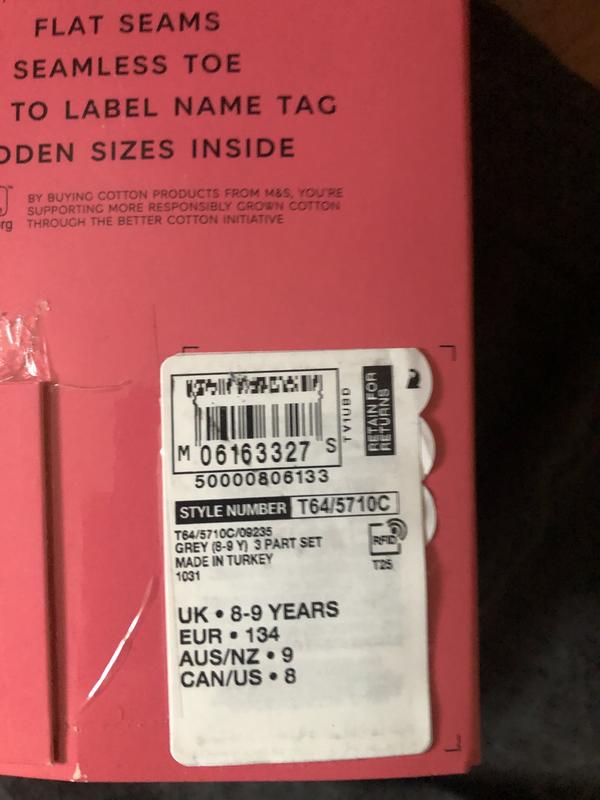 FLAT SEAMS
SEAMLESS TOE
TO LABEL NAME TAG
DDEN SIZES INSIDE
BY BUYING COTTON PRODUCTS FROM M&S, YOU'RE
SUPPORTING MORE RESPONSIBLY GROWN COTTON
THROUGH THE BETTER COTTON INITIATIVE
rg
M 06163327 S
50000806133
TV1UBD
RETAIN FOR
RETURNS
STYLE NUMBER T64/5710C
T64/5710C/09235
GREY (8-9 Y) 3 PART SET
MADE IN TURKEY
1031
RFID
T25
UK • 8-9 YEARS
EUR • 134
AUS/NZ • 9
CAN/US • 8